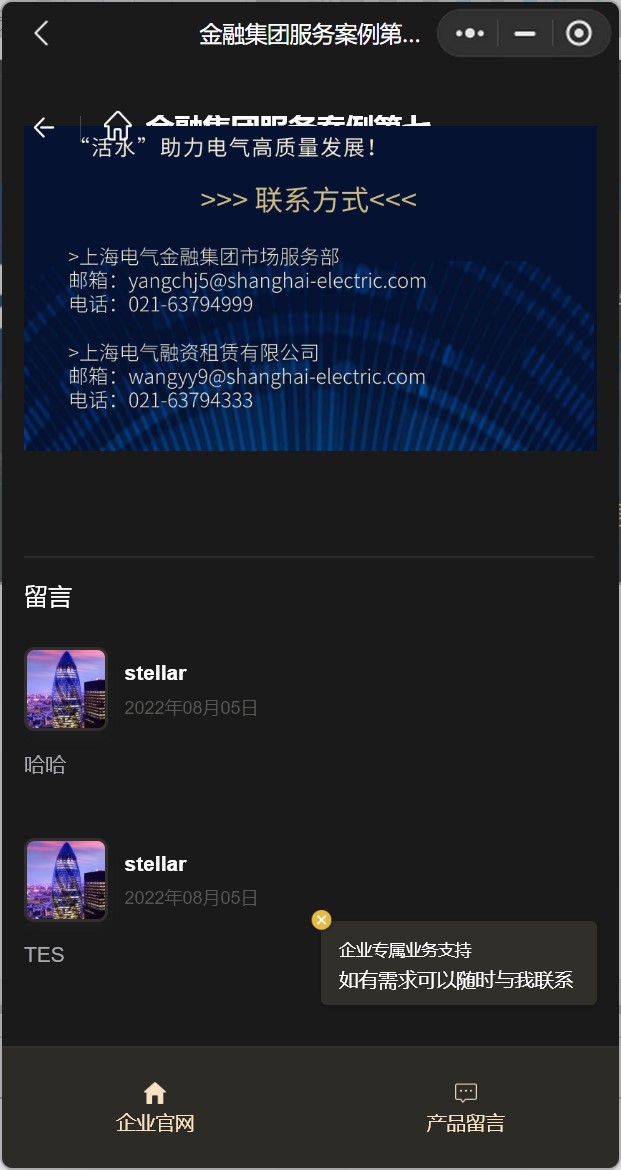 金融集团服务案例第...
金融集团服务案例第七
“活水”助力电气高质量发展！
>>> 联系方式<<<
>上海电气金融集团市场服务部
邮箱：yangchj5@shanghai-electric.com
电话：021-63794999
>上海电气融资租赁有限公司
邮箱：wangyy9@shanghai-electric.com
电话：021-63794333
留言
stellar
2022年08月05日
哈哈
stellar
2022年08月05日
TES
企业专属业务支持
如有需求可以随时与我联系
企业官网
产品留言